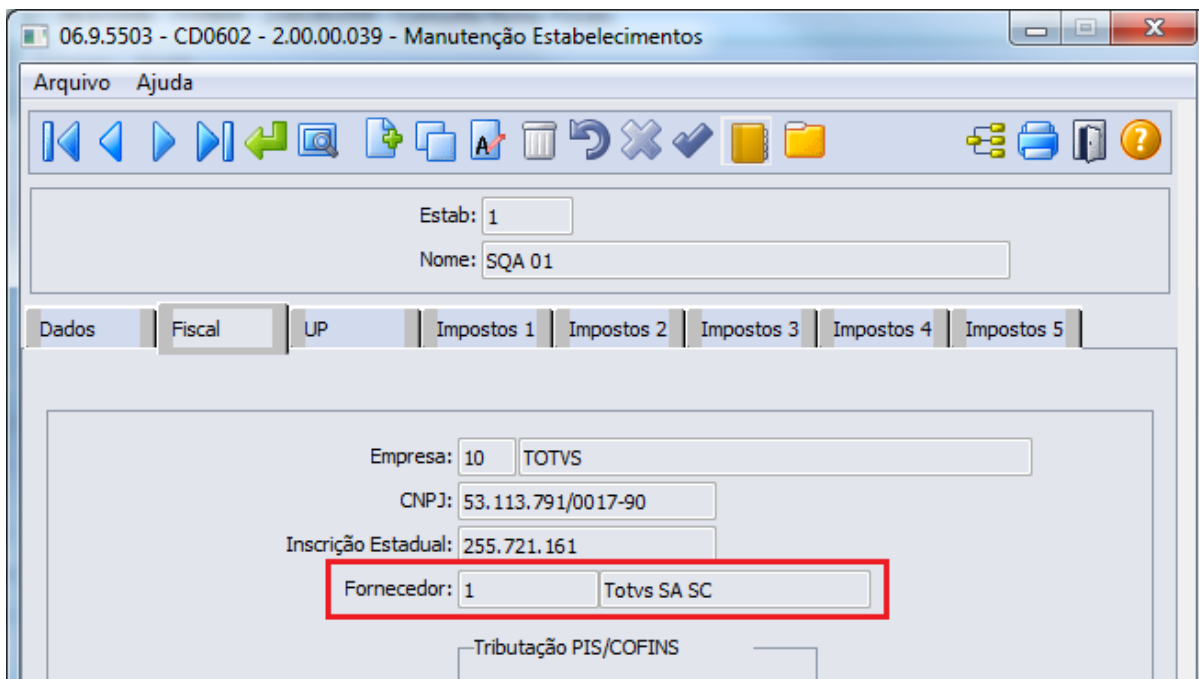 06.9.5503 - CD0602 - 2.00.00.039 - Manutenção Estabelecimentos
Arquivo Ajuda
Estab: 1
Nome: SQA 01
Dados Fiscal UP Impostos 1 Impostos 2 Impostos 3 Impostos 4 Impostos 5
Empresa: 10 TOTVS
CNPJ: 53.113.791/0017-90
Inscrição Estadual: 255.721.161
Fornecedor: 1 Totvs SA SC
Tributação PIS/COFINS